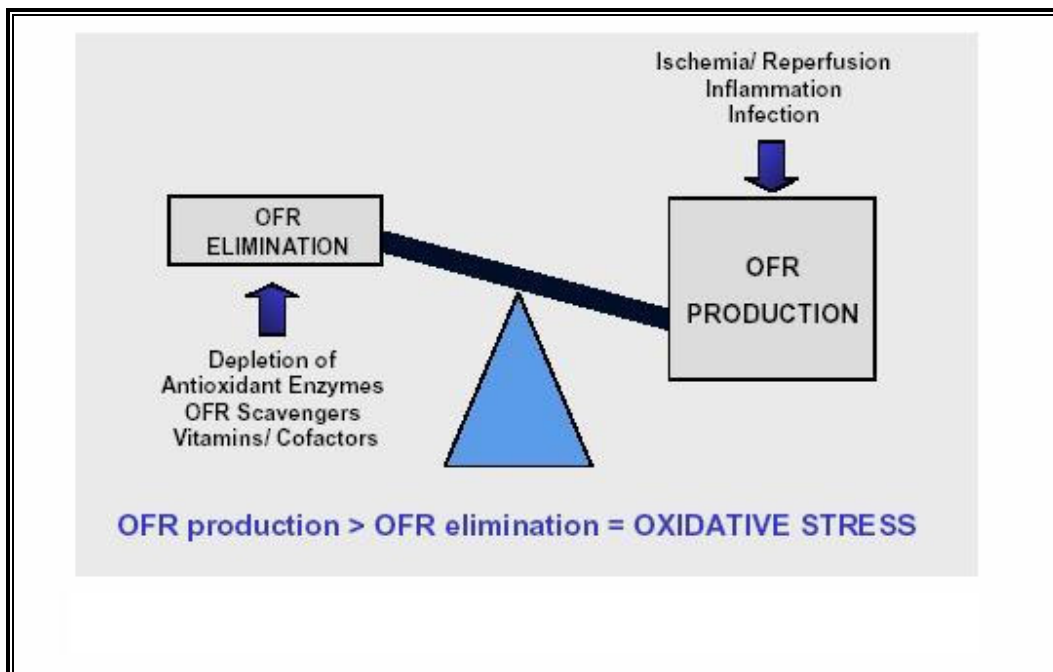 Ischemia/ Reperfusion
Inflammation
Infection
OFR
ELIMINATION
OFR
PRODUCTION
Depletion of
Antioxidant Enzymes
OFR Scavengers
Vitamins/ Cofactors
OFR production > OFR elimination = OXIDATIVE STRESS